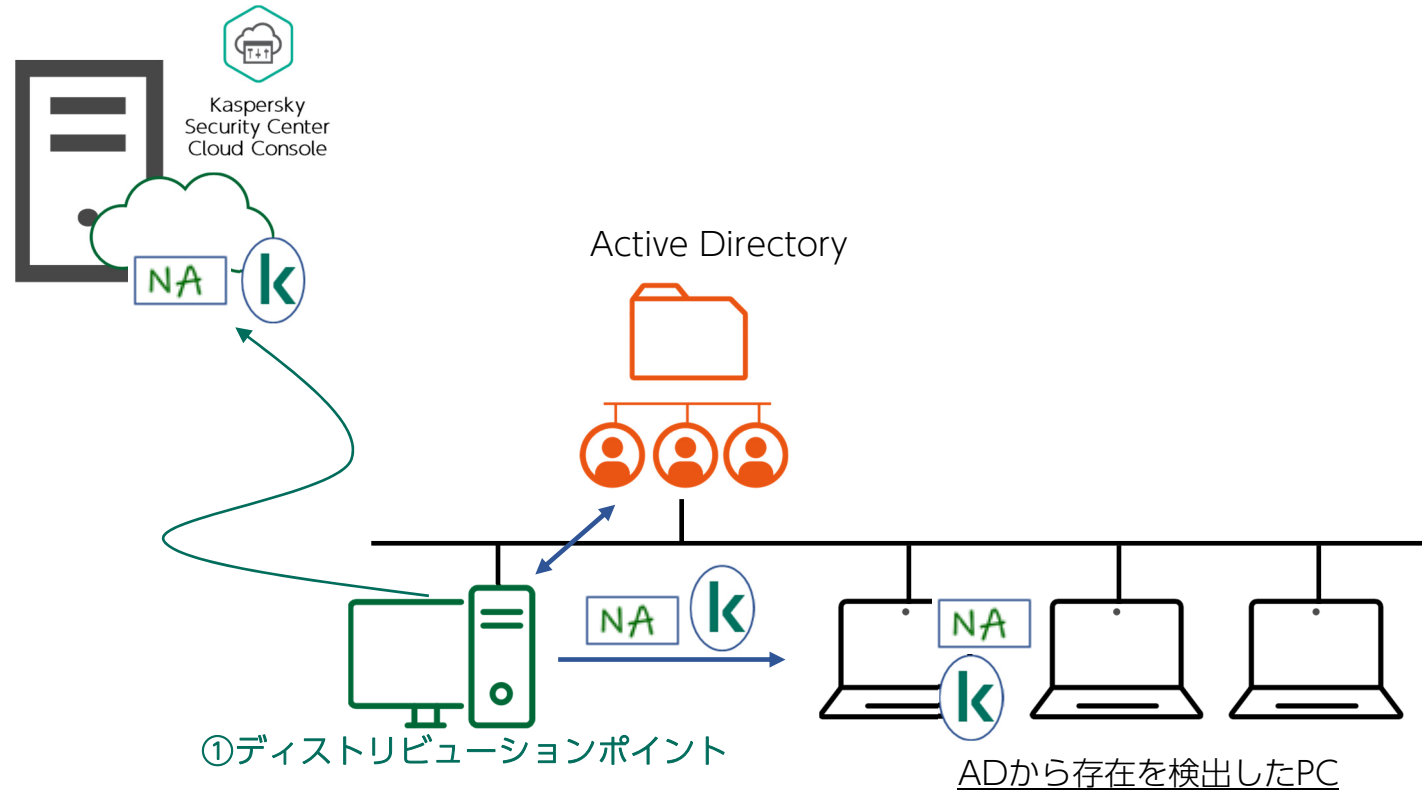 Kaspersky
Security Center
Cloud Console
NA
k
Active Directory
NA
k
NA
k
①ディストリビューションポイント
ADから存在を検出したPC